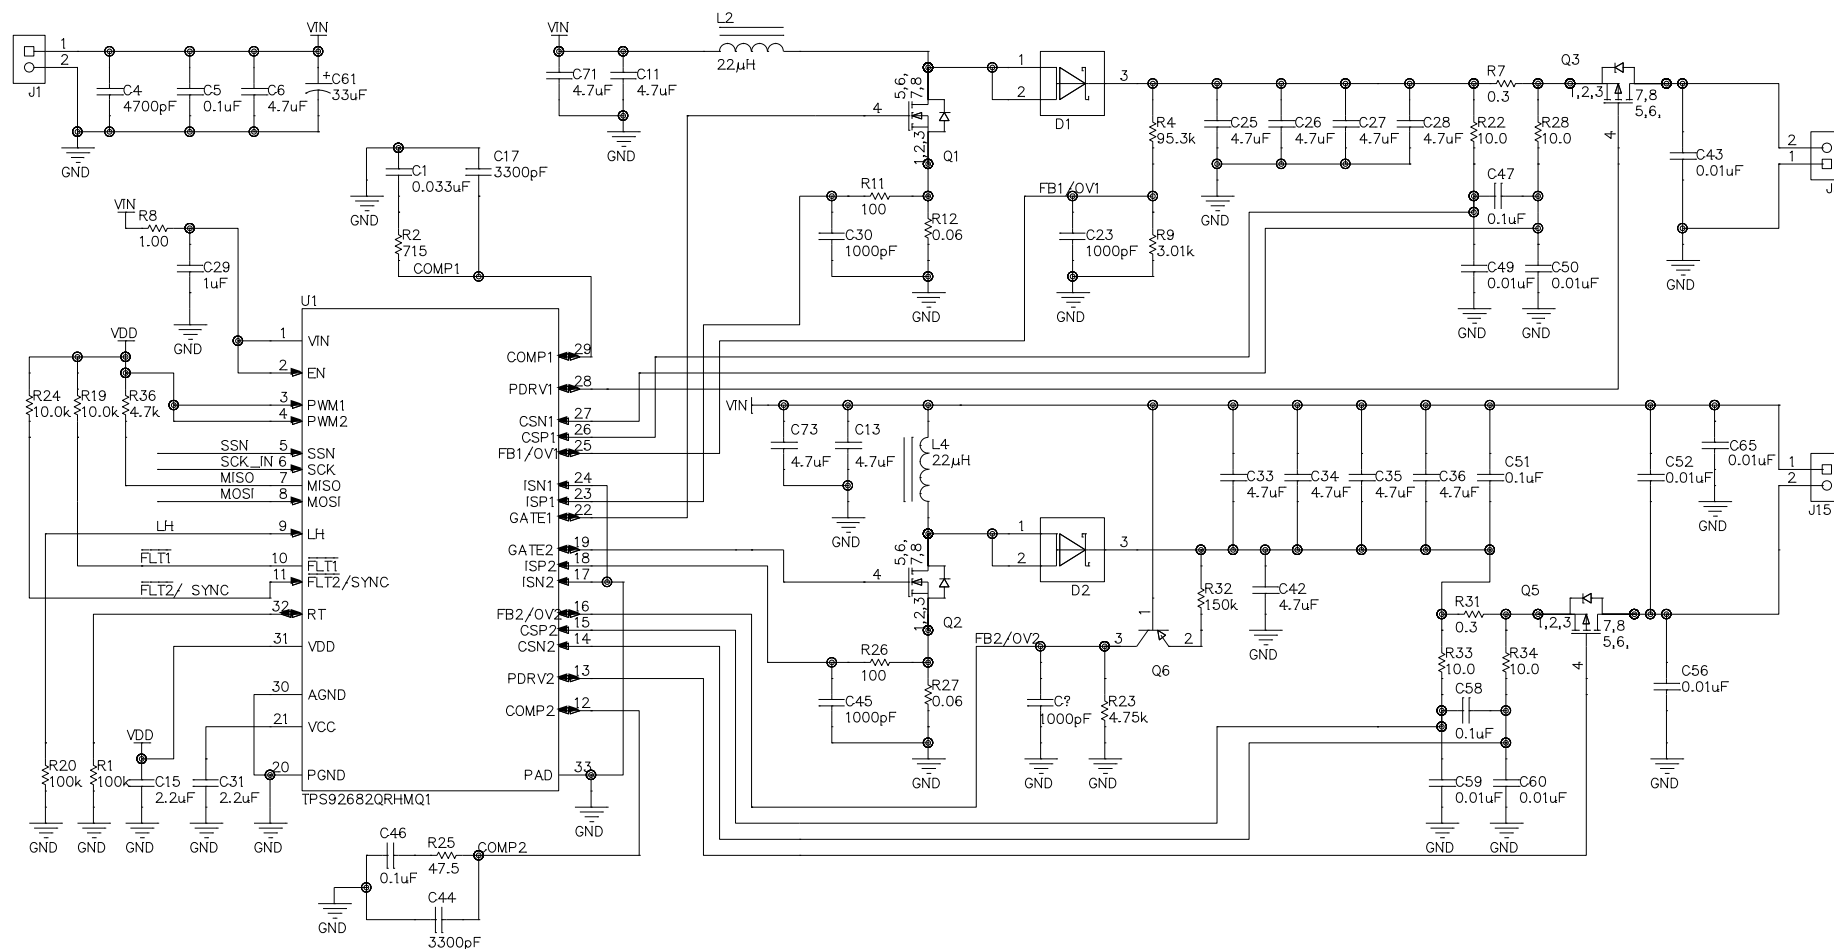 J1
1
2
VIN
C4
4700pF
C5
0.1uF
C6
4.7uF
+
C61
33uF
GND
VIN
C71
4.7uF
C11
4.7uF
GND
L2
22µH
5,6,
7,8
4
1,2,3
Q1
1
2
3
D1
R4
95.3k
C25
4.7uF
C26
4.7uF
C27
4.7uF
C28
4.7uF
GND
R7
0.3
R22
10.0
R28
10.0
Q3
1,2,3
7,8
5,6,
4
C43
0.01uF
GND
2
1
J
C47
0.1uF
C49
0.01uF
C50
0.01uF
GND
GND
C1
0.033uF
C17
3300pF
GND
R2
715
COMP1
R11
100
C30
1000pF
R12
0.06
GND
FB1/OV1
C23
1000pF
R9
3.01k
GND
VIN
R8
1.00
C29
1uF
GND
VDD
R24
10.0k
R19
10.0k
R36
4.7k
U1
1 VIN
2 EN
3 PWM1
4 PWM2
SSN 5 SSN
SCK_IN 6 SCK
MISO 7 MISO
MOSI 8 MOSI
LH 9 LH
FLT1 10 FLT1
FLT2/ SYNC 11 FLT2/SYNC
32 RT
31 VDD
30 AGND
21 VCC
20 PGND
COMP1 29
PDRV1 28
CSN1 27
CSP1 26
FB1/OV1 25
ISN1 24
ISP1 23
GATE1 22
GATE2 19
ISP2 18
ISN2 17
FB2/OV2 16
CSP2 15
CSN2 14
PDRV2 13
COMP2 12
PAD 33
TPS92682QRHMQ1
VDD
R20
100k
R1
100k
C15
2.2uF
C31
2.2uF
GND
GND
GND
GND
GND
GND
C46
0.1uF
R25
47.5
COMP2
C44
3300pF
GND
VIN
C73
4.7uF
C13
4.7uF
GND
L4
22µH
5,6,
7,8
4
1,2,3
Q2
1
2
3
D2
R26
100
C45
1000pF
R27
0.06
GND
FB2/OV2
C?
1000pF
R23
4.75k
GND
GND
1
3
2
Q6
R32
150k
C42
4.7uF
GND
C33
4.7uF
C34
4.7uF
C35
4.7uF
C36
4.7uF
C51
0.1uF
C52
0.01uF
C65
0.01uF
GND
1
2
J15
R31
0.3
R33
10.0
R34
10.0
Q5
1,2,3
7,8
5,6,
4
C56
0.01uF
GND
C58
0.1uF
C59
0.01uF
C60
0.01uF
GND
GND